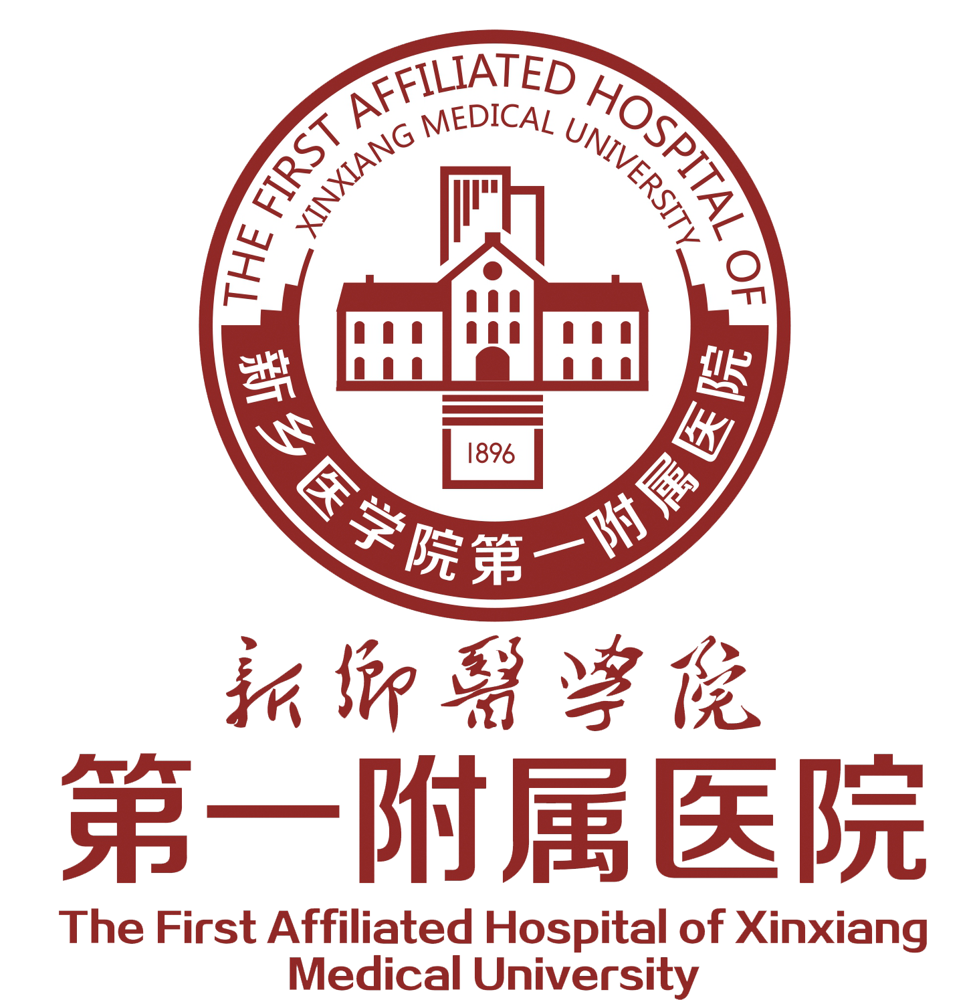 THE FIRST AFFILIATED HOSPITAL OF
XINXIANG MEDICAL UNIVERSITY
1896
新乡医学院第一附属医院
新鄉醫學院
第一附属医院
The First Affiliated Hospital of Xinxiang
Medical University